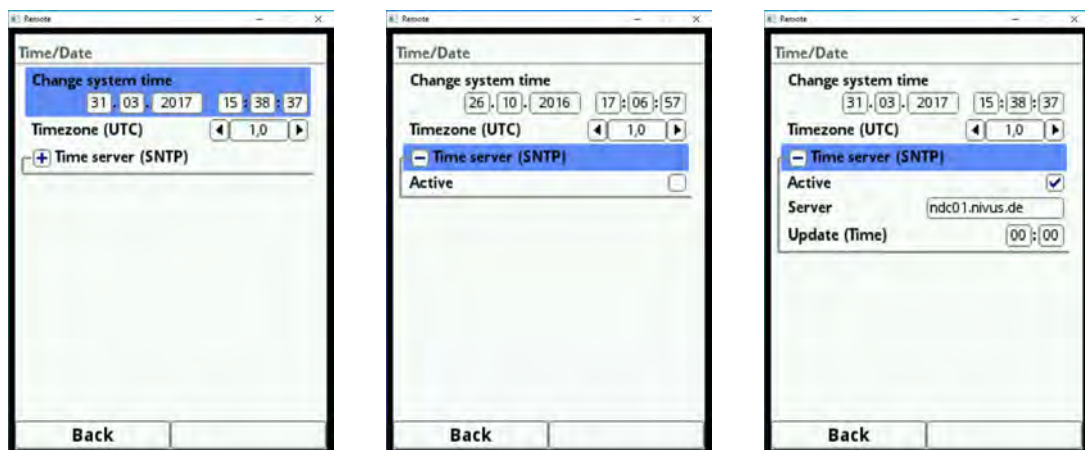 Remote
Time/Date
Change system time
31. 03. 2017 15:38:37
Timezone (UTC) 1,0
Time server (SNTP)
Back
Remote
Time/Date
Change system time
26. 10. 2016 17:06:57
Timezone (UTC) 1,0
Time server (SNTP)
Active
Back
Remote
Time/Date
Change system time
31. 03. 2017 15:38:37
Timezone (UTC) 1,0
Time server (SNTP)
Active
Server ndc01.nivus.de
Update (Time) 00:00
Back